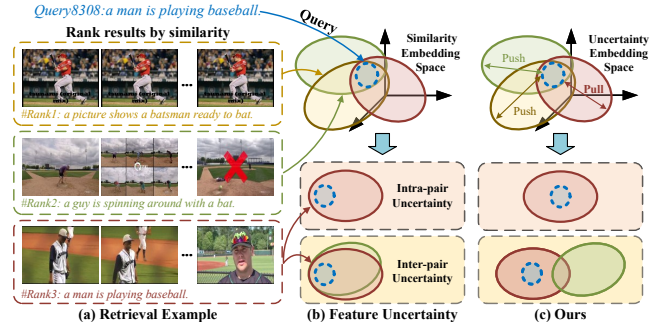 Query8308:a man is playing baseball.
Rank results by similarity
#Rank1: a picture shows a batsman ready to bat.
#Rank2: a guy is spinning around with a bat.
#Rank3: a man is playing baseball.
(a) Retrieval Example
Query
Similarity
Embedding
Space
Intra-pair
Uncertainty
Inter-pair
Uncertainty
(b) Feature Uncertainty
Uncertainty
Embedding
Space
Push
Pull
Push
(c) Ours